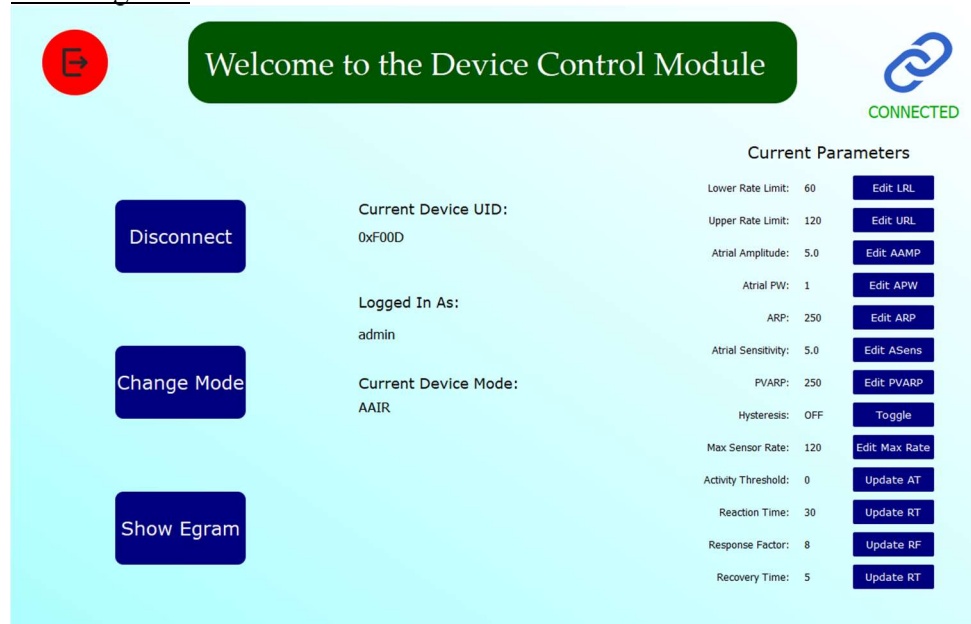 Welcome to the Device Control Module
CONNECTED
Current Parameters
Lower Rate Limit: 60 Edit LRL
Upper Rate Limit: 120 Edit URL
Atrial Amplitude: 5.0 Edit AAMP
Atrial PW: 1 Edit APW
ARP: 250 Edit ARP
Atrial Sensitivity: 5.0 Edit ASens
PVARP: 250 Edit PVARP
Hysteresis: OFF Toggle
Max Sensor Rate: 120 Edit Max Rate
Activity Threshold: 0 Update AT
Reaction Time: 30 Update RT
Response Factor: 8 Update RF
Recovery Time: 5 Update RT
Disconnect
Change Mode
Show Egram
Current Device UID:
0xF00D
Logged In As:
admin
Current Device Mode:
AAIR